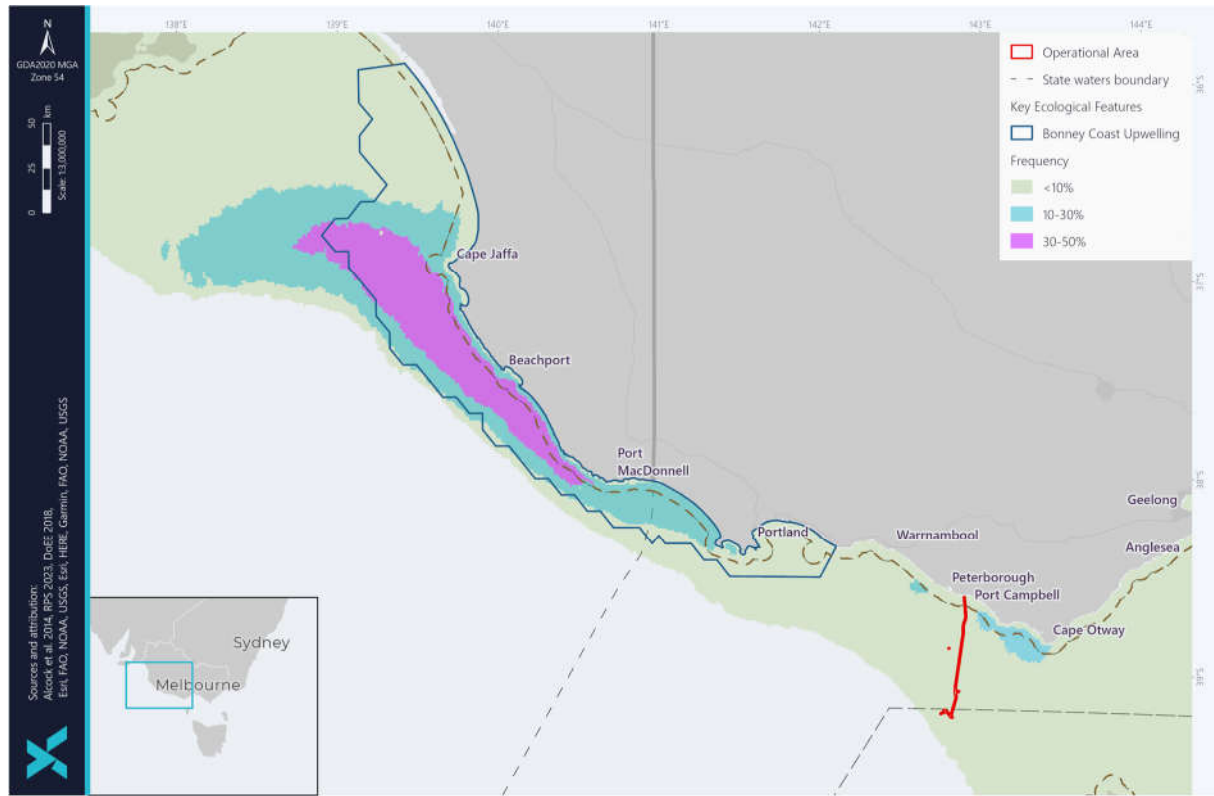 N
GDA2020 MGA
Zone 54
0 25 50 km
Scale: 1:3,000,000
Sources and attribution:
Alcock et al. 2014, RPS 2023, DoEE 2018,
Esri, FAO, NOAA, USGS, Esri, HERE, Garmin, FAO, NOAA, USGS
138°E 139°E 140°E 141°E 142°E 143°E 144°E
36°S
37°S
38°S
39°S
Operational Area
State waters boundary
Key Ecological Features
Bonney Coast Upwelling
Frequency
<10%
10-30%
30-50%
Cape Jaffa
Beachport
Port
MacDonnell
Portland
Warrnambool
Geelong
Anglesea
Peterborough
Port Campbell
Cape Otway
Sydney
Melbourne